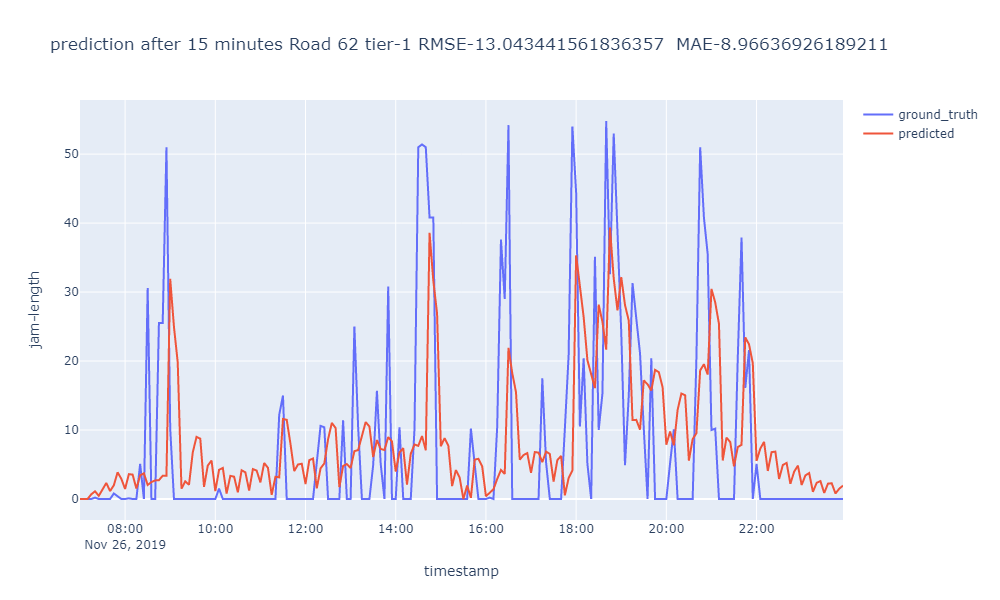 prediction after 15 minutes Road 62 tier-1 RMSE-13.043441561836357  MAE-8.96636926189211
ground_truth
predicted
50
40
30
20
10
0
jam-length
08:00
10:00
12:00
14:00
16:00
18:00
20:00
22:00
Nov 26, 2019
timestamp